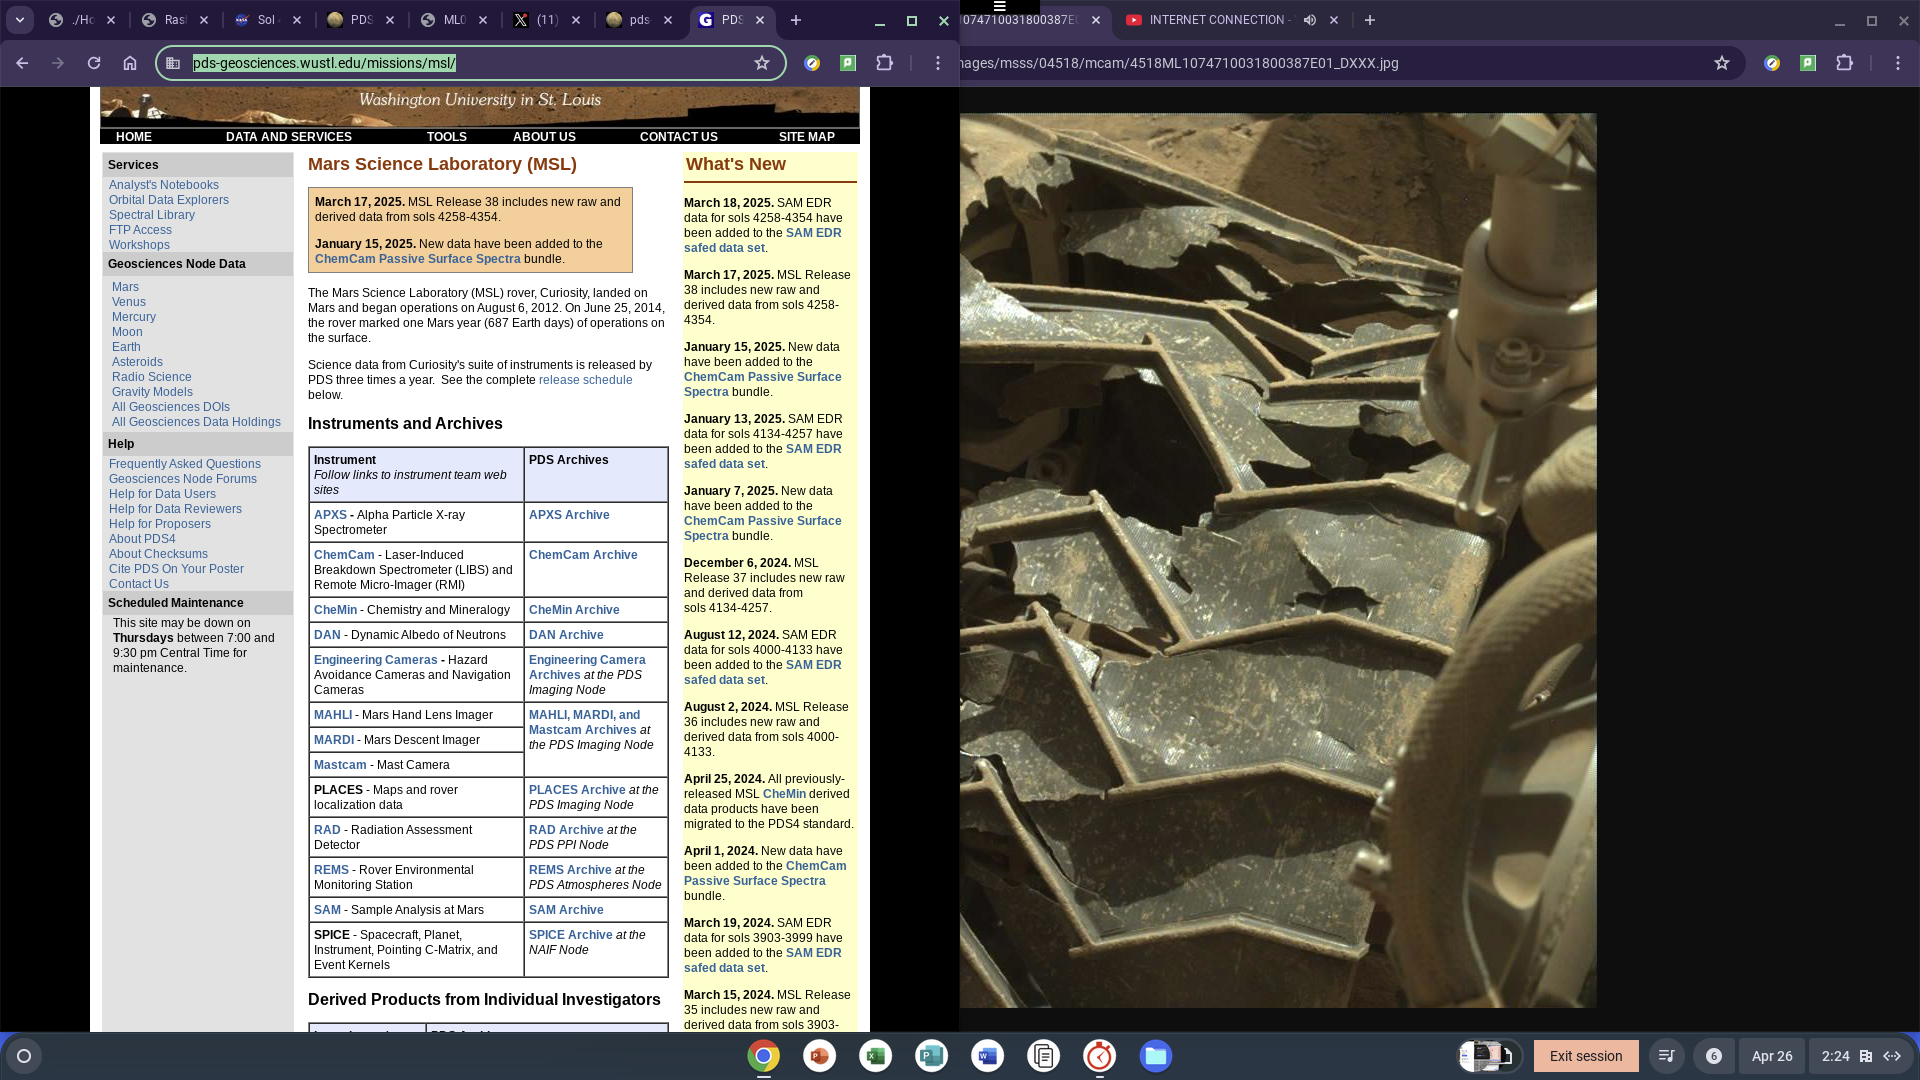 ./Ho
Ras
Sol
PDS
ML0
(11)
pds
PDS
1074710031800387E
INTERNET CONNECTION -
pds-geosciences.wustl.edu/missions/msl/
mages/msss/04518/mcam/4518ML1074710031800387E01_DXXX.jpg
Washington University in St. Louis
HOME DATA AND SERVICES TOOLS ABOUT US CONTACT US SITE MAP
Services
Analyst's Notebooks
Orbital Data Explorers
Spectral Library
FTP Access
Workshops
Geosciences Node Data
Mars
Venus
Mercury
Moon
Earth
Asteroids
Radio Science
Gravity Models
All Geosciences DOIs
All Geosciences Data Holdings
Help
Frequently Asked Questions
Geosciences Node Forums
Help for Data Users
Help for Data Reviewers
Help for Proposers
About PDS4
About Checksums
Cite PDS On Your Poster
Contact Us
Scheduled Maintenance
This site may be down on
Thursdays between 7:00 and
9:30 pm Central Time for
maintenance.
Mars Science Laboratory (MSL)
March 17, 2025. MSL Release 38 includes new raw and
derived data from sols 4258-4354.
January 15, 2025. New data have been added to the
ChemCam Passive Surface Spectra bundle.
The Mars Science Laboratory (MSL) rover, Curiosity, landed on
Mars and began operations on August 6, 2012. On June 25, 2014,
the rover marked one Mars year (687 Earth days) of operations on
the surface.
Science data from Curiosity's suite of instruments is released by
PDS three times a year. See the complete release schedule
below.
Instruments and Archives
Instrument
Follow links to instrument team web
sites
PDS Archives
APXS - Alpha Particle X-ray
Spectrometer
APXS Archive
ChemCam - Laser-Induced
Breakdown Spectrometer (LIBS) and
Remote Micro-Imager (RMI)
ChemCam Archive
CheMin - Chemistry and Mineralogy
CheMin Archive
DAN - Dynamic Albedo of Neutrons
DAN Archive
Engineering Cameras - Hazard
Avoidance Cameras and Navigation
Cameras
Engineering Camera
Archives at the PDS
Imaging Node
MAHLI - Mars Hand Lens Imager
MARDI - Mars Descent Imager
Mastcam - Mast Camera
MAHLI, MARDI, and
Mastcam Archives at
the PDS Imaging Node
PLACES - Maps and rover
localization data
PLACES Archive at the
PDS Imaging Node
RAD - Radiation Assessment
Detector
RAD Archive at the
PDS PPI Node
REMS - Rover Environmental
Monitoring Station
REMS Archive at the
PDS Atmospheres Node
SAM - Sample Analysis at Mars
SAM Archive
SPICE - Spacecraft, Planet,
Instrument, Pointing C-Matrix, and
Event Kernels
SPICE Archive at the
NAIF Node
Derived Products from Individual Investigators
What's New
March 18, 2025. SAM EDR
data for sols 4258-4354 have
been added to the SAM EDR
safed data set.
March 17, 2025. MSL Release
38 includes new raw and
derived data from sols 4258-
4354.
January 15, 2025. New data
have been added to the
ChemCam Passive Surface
Spectra bundle.
January 13, 2025. SAM EDR
data for sols 4134-4257 have
been added to the SAM EDR
safed data set.
January 7, 2025. New data
have been added to the
ChemCam Passive Surface
Spectra bundle.
December 6, 2024. MSL
Release 37 includes new raw
and derived data from
sols 4134-4257.
August 12, 2024. SAM EDR
data for sols 4000-4133 have
been added to the SAM EDR
safed data set.
August 2, 2024. MSL Release
36 includes new raw and
derived data from sols 4000-
4133.
April 25, 2024. All previously-
released MSL CheMin derived
data products have been
migrated to the PDS4 standard.
April 1, 2024. New data have
been added to the ChemCam
Passive Surface Spectra
bundle.
March 19, 2024. SAM EDR
data for sols 3903-3999 have
been added to the SAM EDR
safed data set.
March 15, 2024. MSL Release
35 includes new raw and
derived data from sols 3903-
Exit session
6
Apr 26
2:24